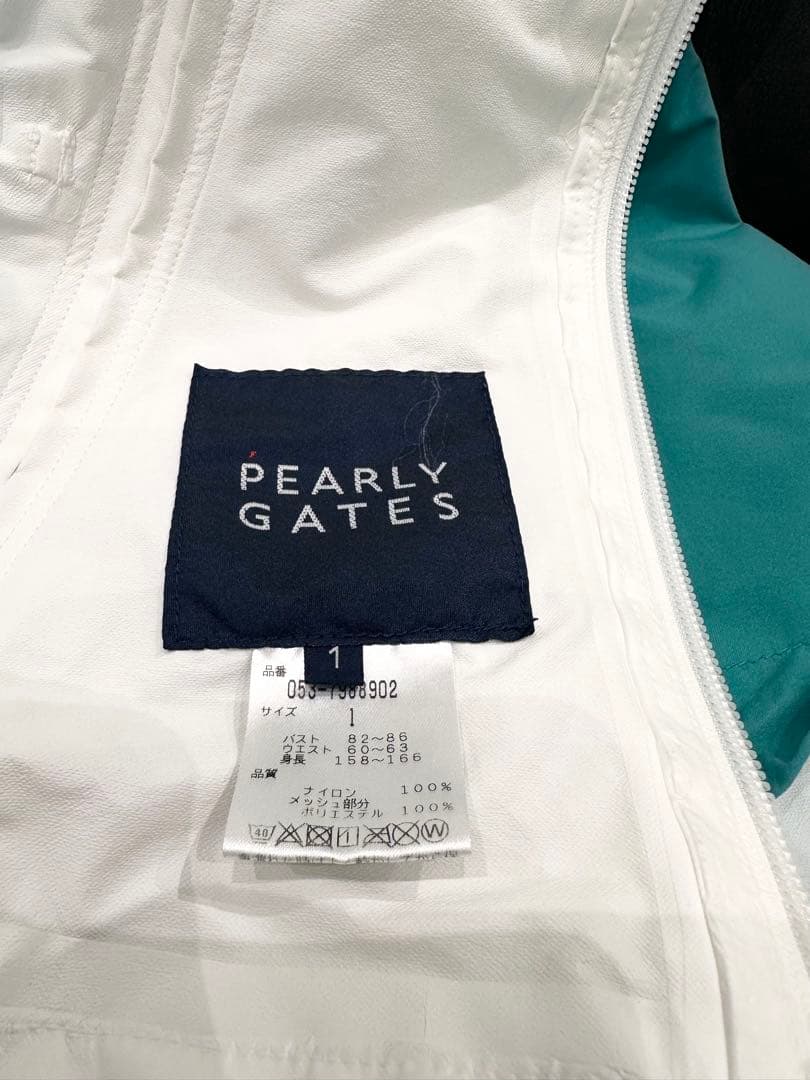 PEARLY
GATES
1
品番
053-7988902
サイズ
1
バスト 82～86
ウエスト 60～63
身長 158～166
品質
ナイロン 100%
メッシュ部分
ポリエステル 100%
40 W